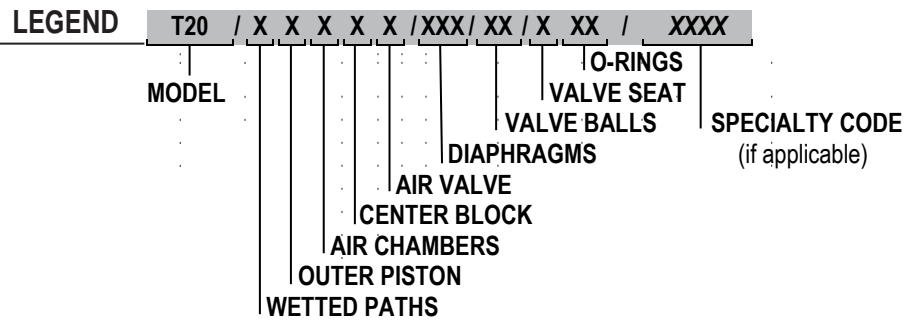 LEGEND T20 / X X X X X / XXX / XX / X XX / XXXX
O-RINGS
MODEL VALVE SEAT
VALVE BALLS SPECIALTY CODE
DIAPHRAGMS (if applicable)
AIR VALVE
CENTER BLOCK
AIR CHAMBERS
OUTER PISTON
WETTED PATHS